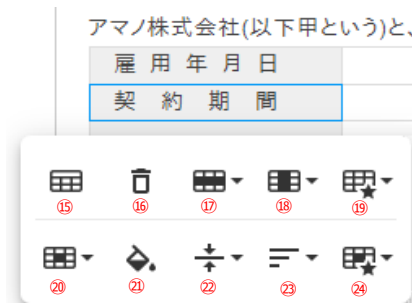 アマノ株式会社(以下甲という)と、
雇用年月日
契約期間
⑮ ⑯ ⑰ ⑱ ⑲
⑳ ㉑ ㉒ ㉓ ㉔